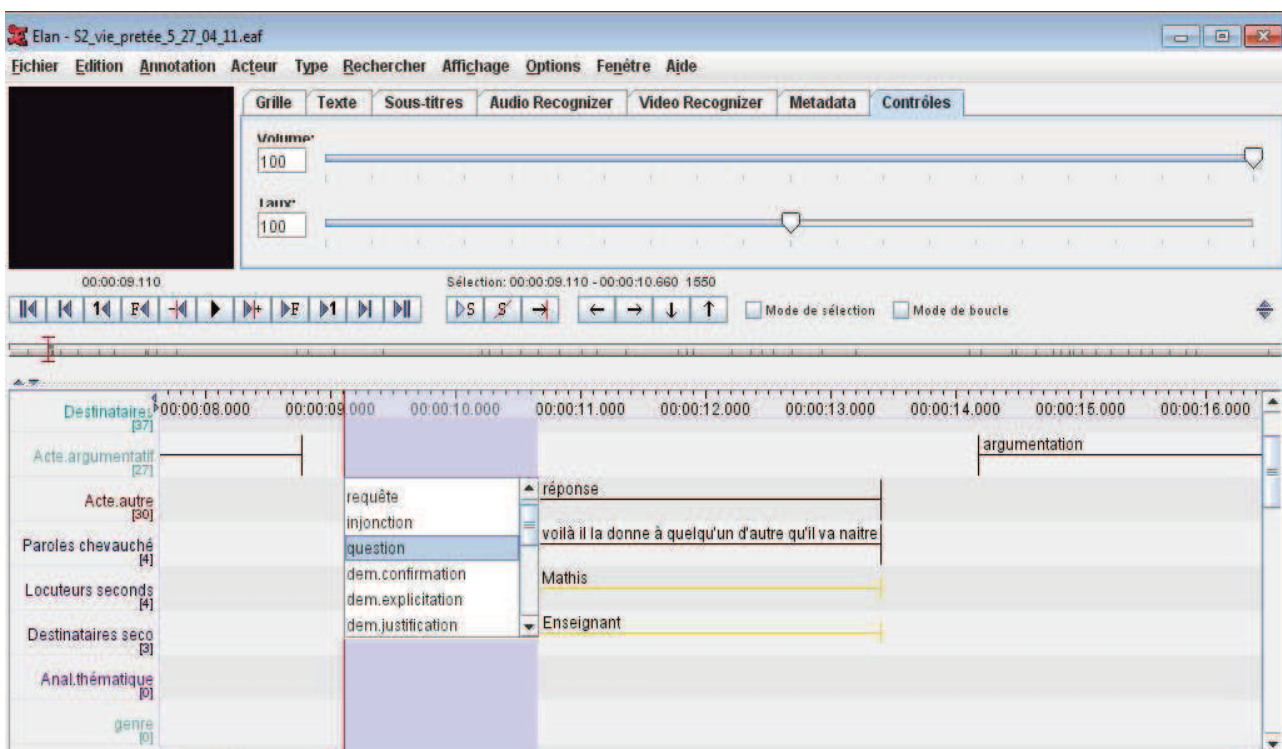 Elan - S2_vie_pretée_5_27_04_11.eaf
Fichier Edition Annotation Acteur Type Rechercher Affichage Options Fenêtre Aide
Grille Texte Sous-titres Audio Recognizer Video Recognizer Metadata Contrôles
Volume:
100
Taux:
100
00:00:09.110
Sélection: 00:00:09.110 - 00:00:10.660 1550
1 F + F 1 S S Mode de sélection Mode de boucle
Destinataires 00:00:08.000 00:00:09.000 00:00:10.000 00:00:11.000 00:00:12.000 00:00:13.000 00:00:14.000 00:00:15.000 00:00:16.000
[37]
Acte.argumentatif argumentation
[27]
requête réponse
Acte.autre
[30]
injonction
voilà il la donne à quelqu'un d'autre qu'il va naitre
Paroles chevauché question
[4]
dem.confirmation Mathis
Locuteurs seconds
[4]
dem.explicitation
Destinataires seco dem.justification Enseignant
[3]
Anal.thématique
[0]
genre
[0]